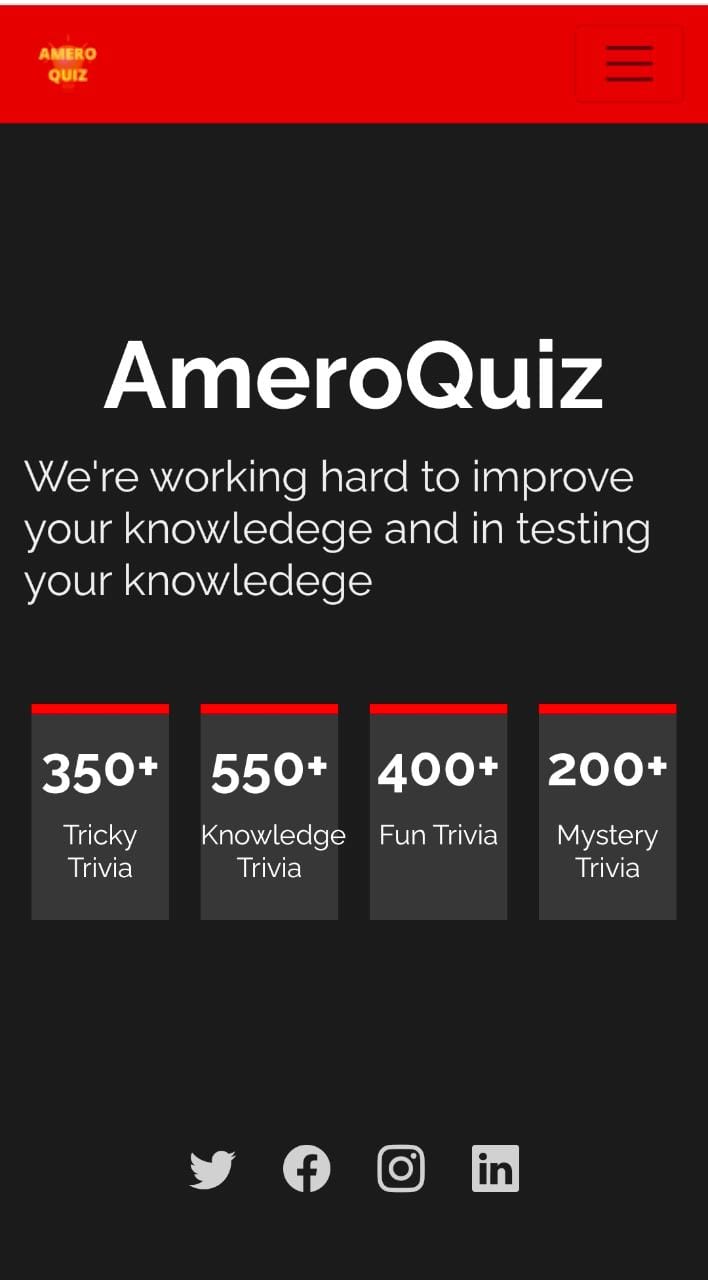 AMERO
QUIZ
AmeroQuiz
We're working hard to improve
your knowledege and in testing
your knowledege
350+
Tricky
Trivia
550+
Knowledge
Trivia
400+
Fun Trivia
200+
Mystery
Trivia
in